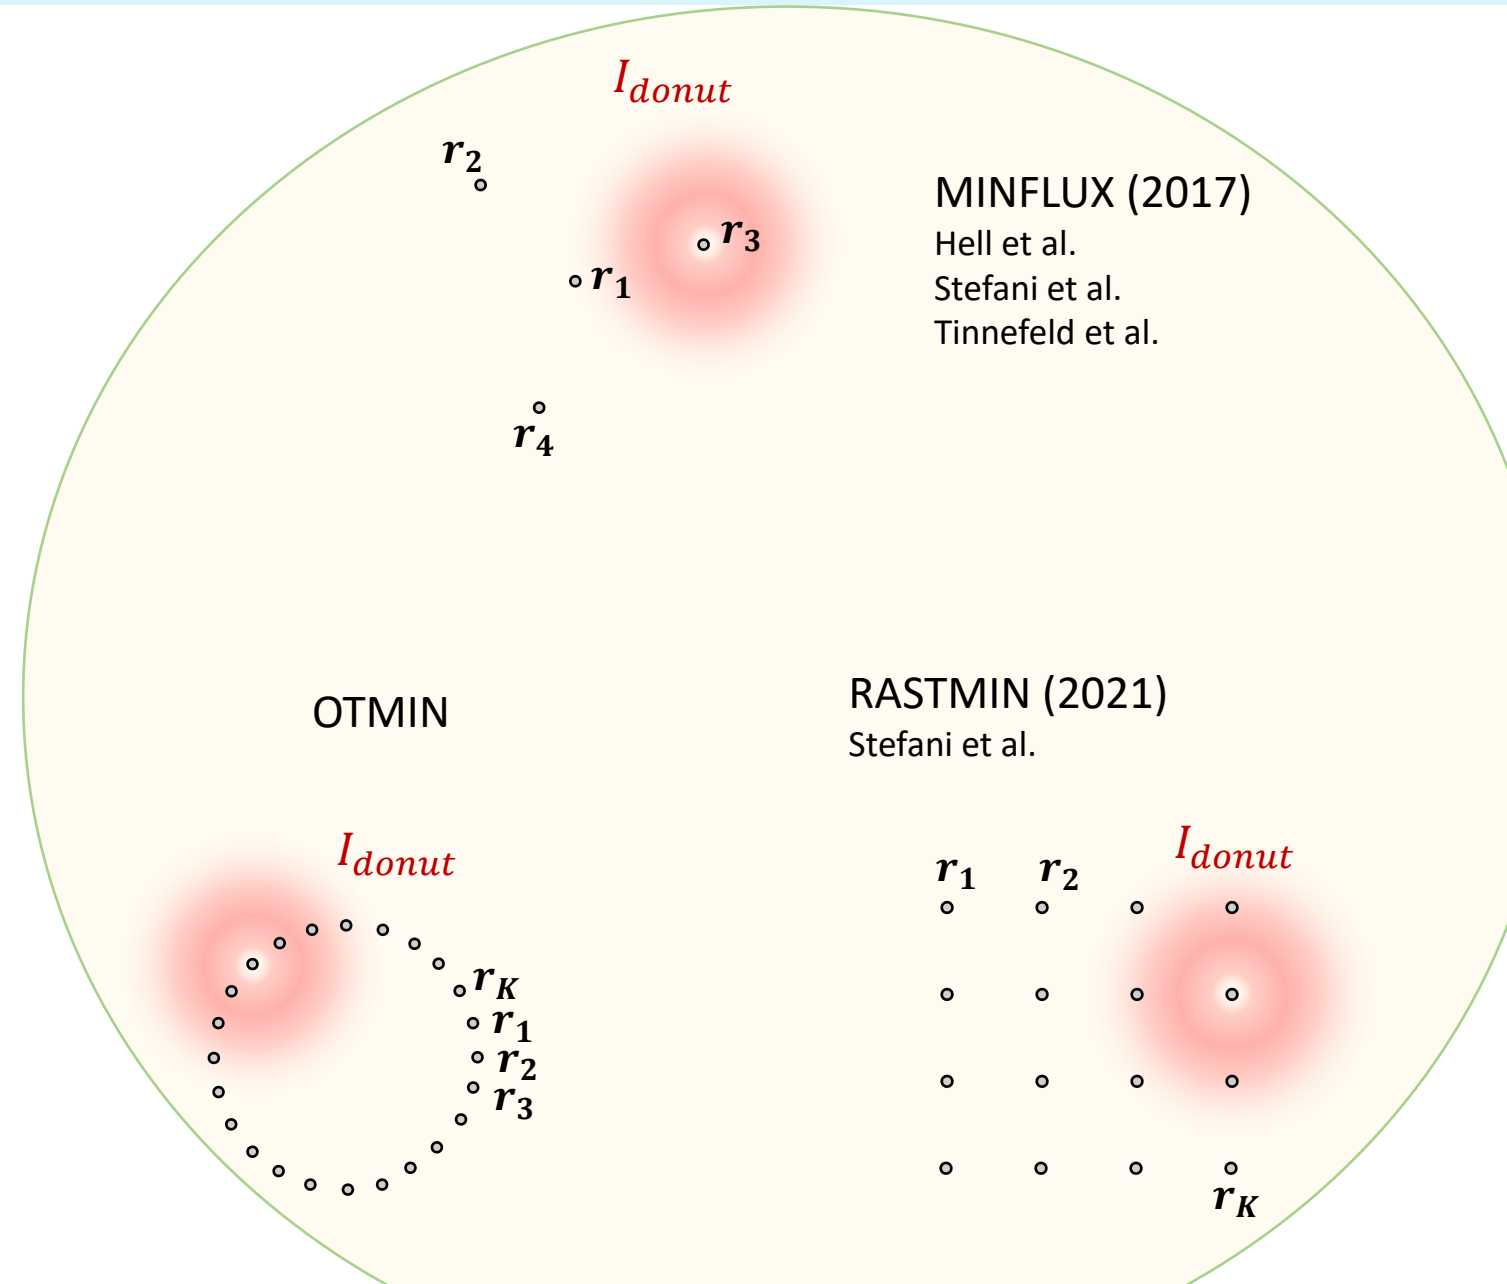 I_donut
r_2
r_3
r_1
r_4
MINFLUX (2017)
Hell et al.
Stefani et al.
Tinnefeld et al.
OTMIN
I_donut
r_K
r_1
r_2
r_3
RASTMIN (2021)
Stefani et al.
I_donut
r_1 r_2
r_K